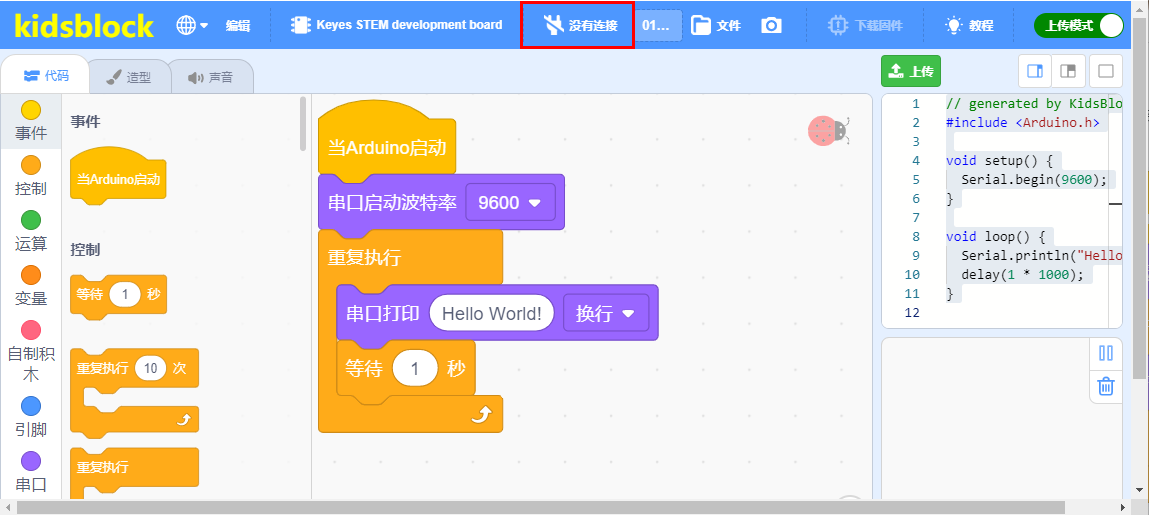 kidsblock
编辑
Keyes STEM development board
没有连接
01...
文件
下载固件
教程
上传模式
代码
造型
声音
上传
事件
控制
运算
变量
自制积
木
引脚
串口
事件
当Arduino启动
控制
等待 1 秒
重复执行 10 次
重复执行
当Arduino启动
串口启动波特率 9600
重复执行
串口打印 Hello World! 换行
等待 1 秒
1 // generated by KidsBlo
2 #include <Arduino.h>
3
4 void setup() {
5 Serial.begin(9600);
6 }
7
8 void loop() {
9 Serial.println("Hello
10 delay(1 * 1000);
11 }
12